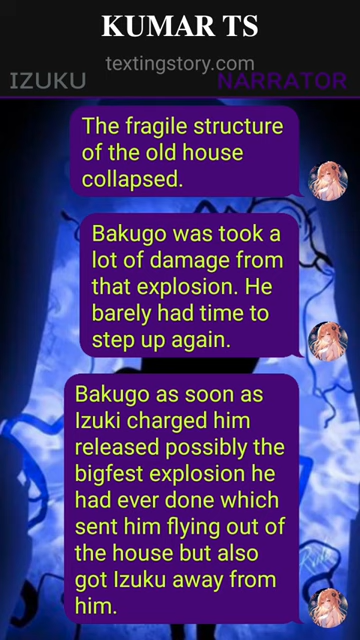 KUMAR TS
textingstory.com
IZUKU NARRATOR
The fragile structure
of the old house
collapsed.
Bakugo was took a
lot of damage from
that explosion. He
barely had time to
step up again.
Bakugo as soon as
Izuki charged him
released possibly the
bigfest explosion he
had ever done which
sent him flying out of
the house but also
got Izuku away from
him.